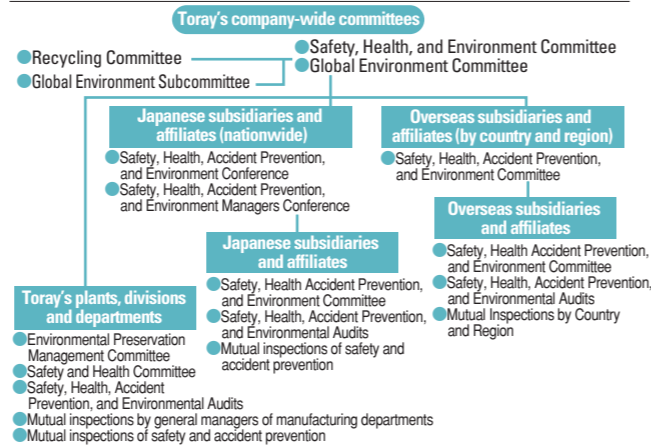 Toray's company-wide committees
●Recycling Committee
●Global Environment Subcommittee
●Safety, Health, and Environment Committee
●Global Environment Committee
Japanese subsidiaries and
affiliates (nationwide)
●Safety, Health, Accident Prevention,
and Environment Conference
●Safety, Health, Accident Prevention,
and Environment Managers Conference
Overseas subsidiaries and
affiliates (by country and region)
●Safety, Health, Accident Prevention,
and Environment Committee
Japanese subsidiaries
and affiliates
●Safety, Health Accident Prevention,
and Environment Committee
●Safety, Health, Accident Prevention,
and Environmental Audits
●Mutual inspections of safety and
accident prevention
Overseas subsidiaries
and affiliates
●Safety, Health Accident Prevention,
and Environment Committee
●Safety, Health, Accident Prevention,
and Environmental Audits
●Mutual Inspections by Country
and Region
Toray's plants, divisions
and departments
●Environmental Preservation
Management Committee
●Safety and Health Committee
●Safety, Health, Accident
Prevention, and Environmental Audits
●Mutual inspections by general managers of manufacturing departments
●Mutual inspections of safety and accident prevention